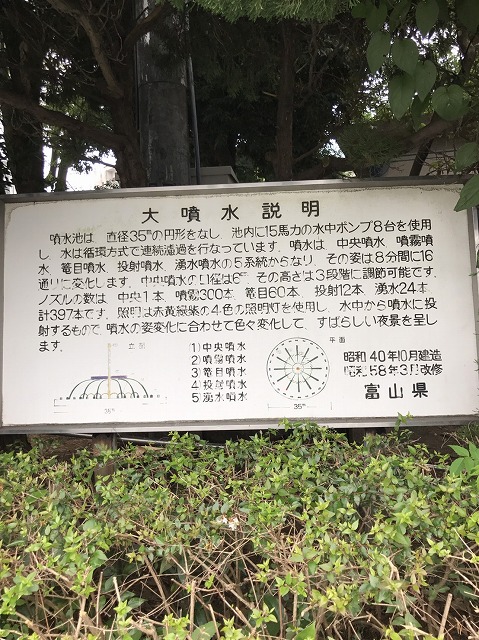 大噴水説明
噴水池は 直径35mの円形をなし 池内に15馬力の水中ポンプ8台を使用
し 水は循環方式で連続濾過を行なっています 噴水は 中央噴水 噴霧噴
水 篭目噴水 投射噴水 湧水噴水の5系統からなり その姿は8分間に16
通りに変化します 中央噴水の口径は6 その高さは3段階に調節可能です
ノズルの数は 中央1本 噴霧300本 篭目60本 投射12本 湧水24本
計397本です 照明は赤黄緑紫の4色の照明灯を使用し 水中から噴水に投
射するもので 噴水の姿変化に合わせて色々変化して すばらしい夜景を呈し
ます
立面
1)中央噴水
2)噴霧噴水
3)篭目噴水
4)投射噴水
5)湧水噴水
35m
平面
35m
昭和40年10月建造
昭和58年3月改修
富山県